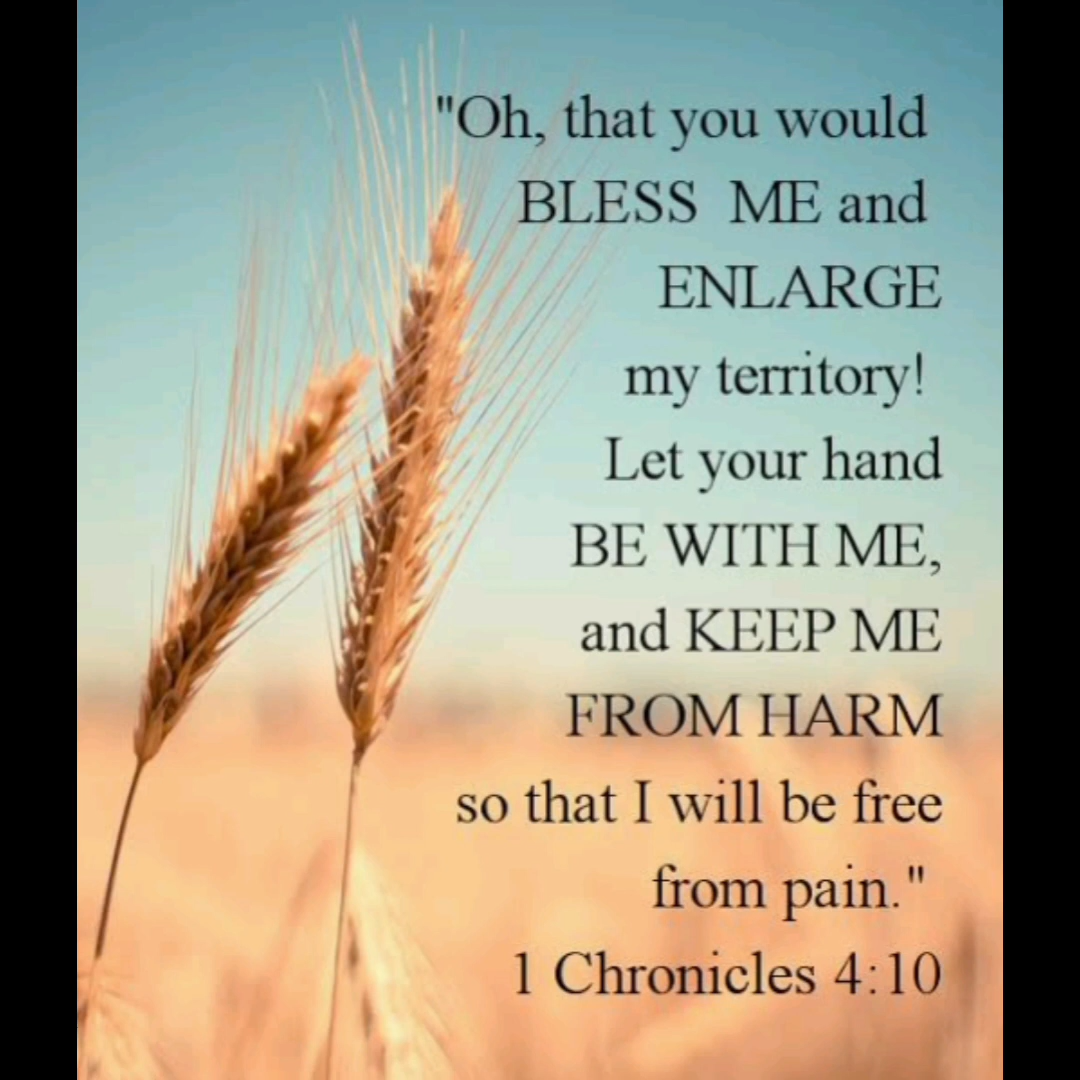 "Oh, that you would
BLESS ME and
ENLARGE
my territory!
Let your hand
BE WITH ME,
and KEEP ME
FROM HARM
so that I will be free
from pain."
1 Chronicles 4:10